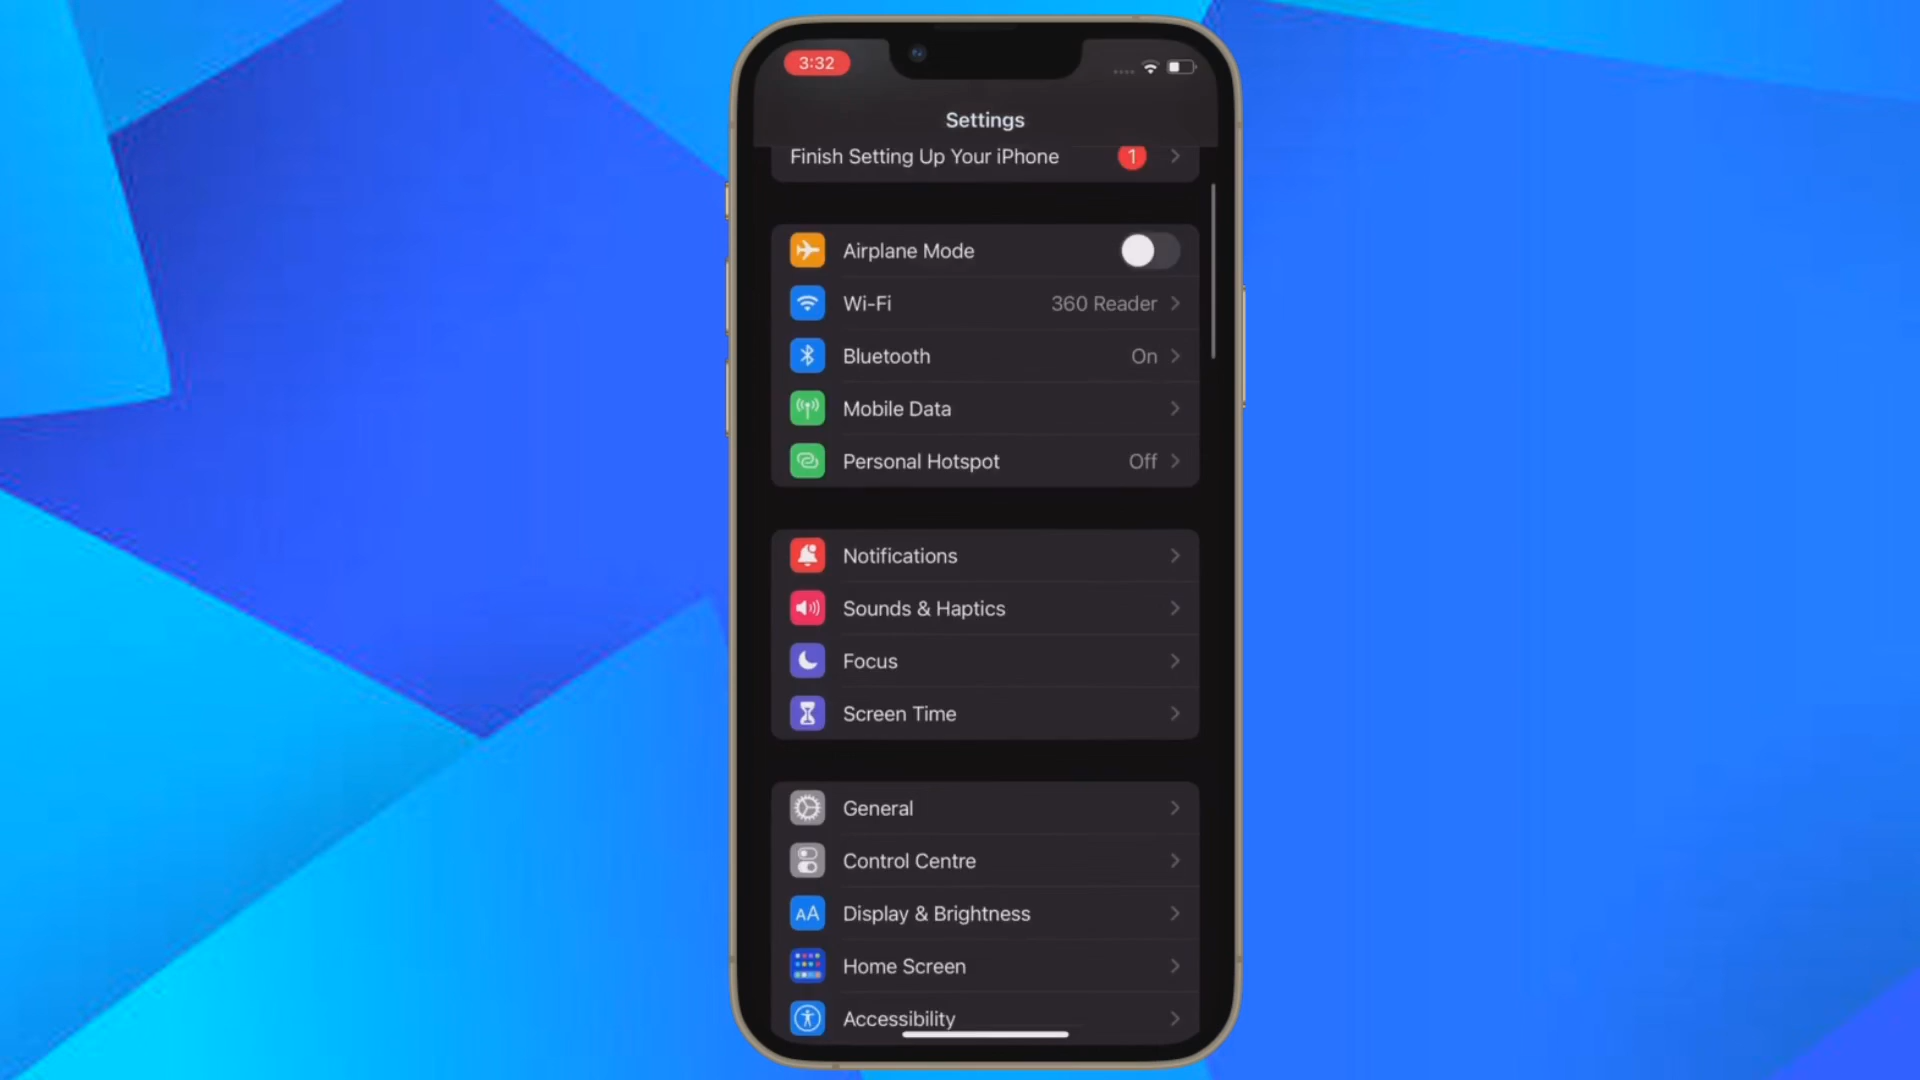 3:32
Settings
Finish Setting Up Your iPhone 1
Airplane Mode
Wi-Fi 360 Reader
Bluetooth On
Mobile Data
Personal Hotspot Off
Notifications
Sounds & Haptics
Focus
Screen Time
General
Control Centre
AA Display & Brightness
Home Screen
Accessibility